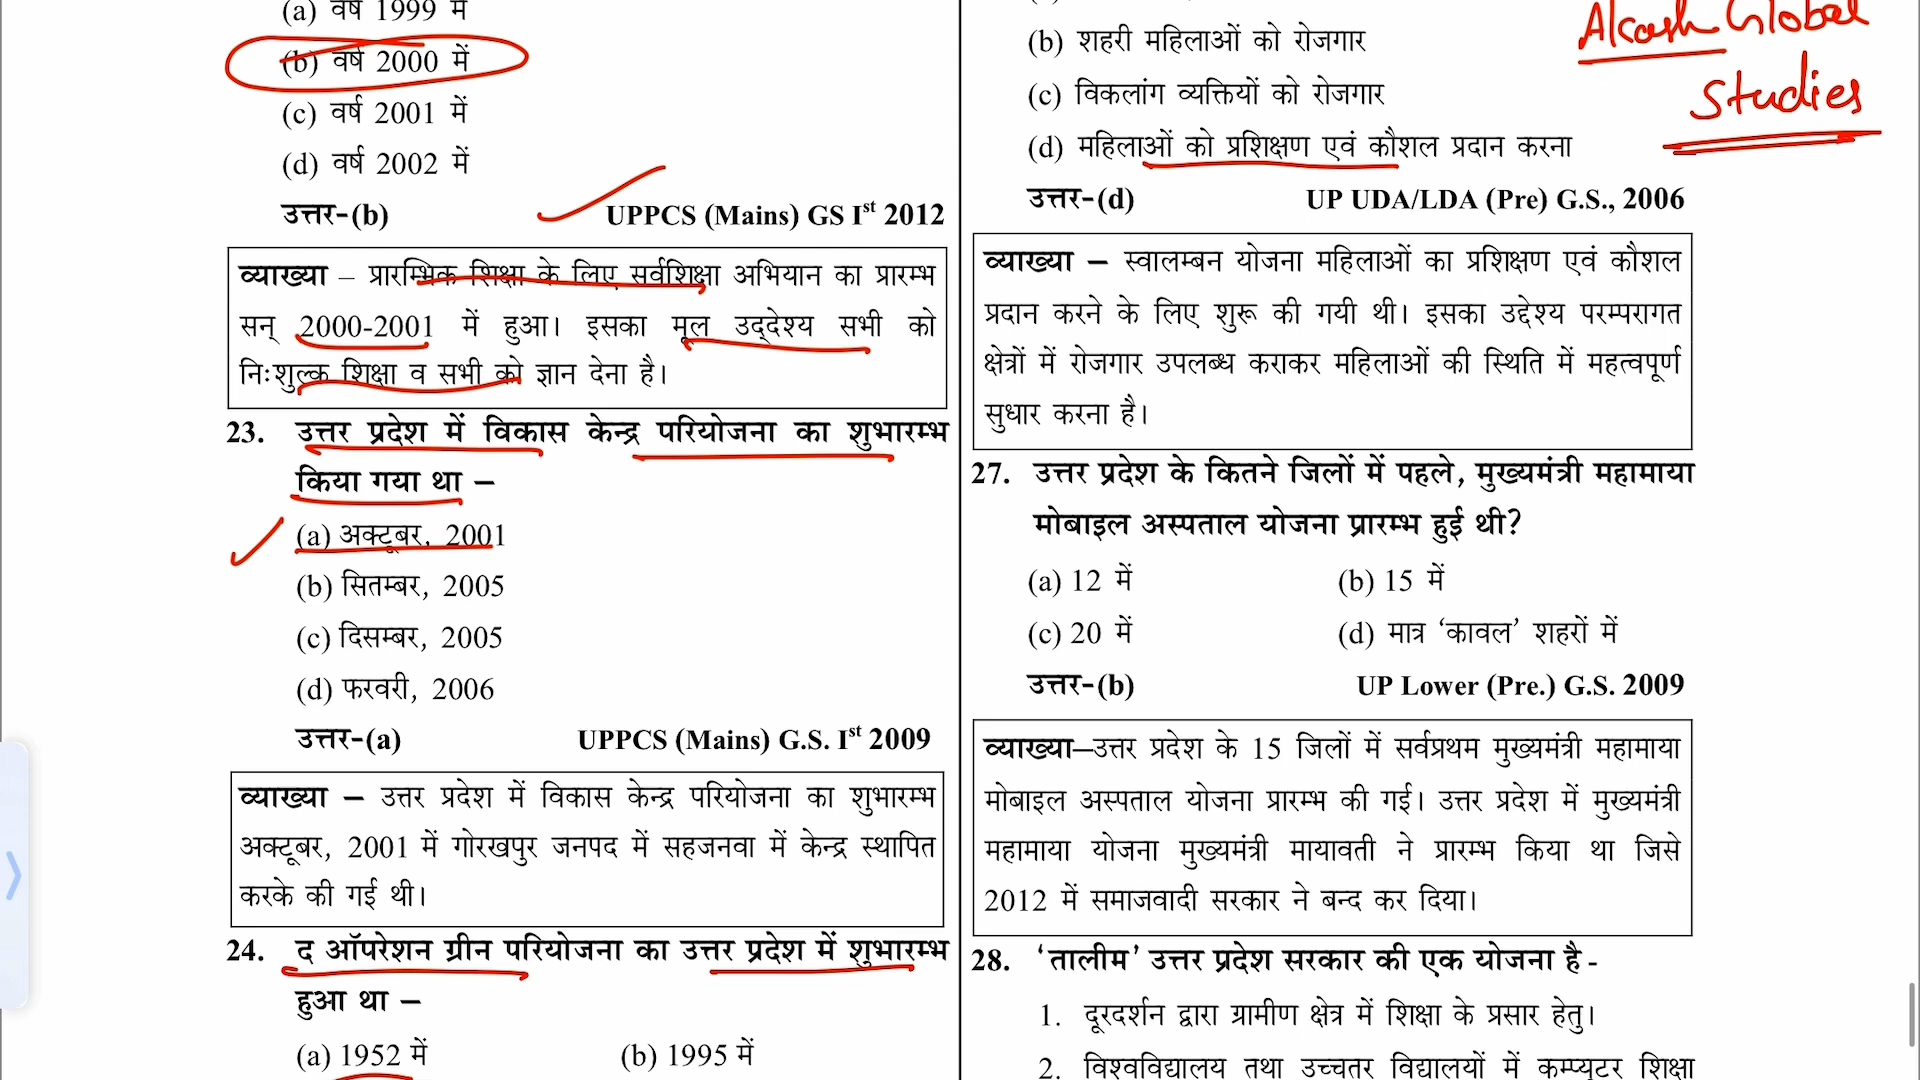 (a) वर्ष 1999 में
(b) वर्ष 2000 में
(c) वर्ष 2001 में
(d) वर्ष 2002 में
उत्तर-(b) UPPCS (Mains) GS Ist 2012
व्याख्या – प्रारम्भिक शिक्षा के लिए सर्वशिक्षा अभियान का प्रारम्भ
सन् 2000-2001 में हुआ। इसका मूल उद्देश्य सभी को
निःशुल्क शिक्षा व सभी को ज्ञान देना है।
23. उत्तर प्रदेश में विकास केन्द्र परियोजना का शुभारम्भ
किया गया था –
(a) अक्टूबर, 2001
(b) सितम्बर, 2005
(c) दिसम्बर, 2005
(d) फरवरी, 2006
उत्तर-(a) UPPCS (Mains) G.S. Ist 2009
व्याख्या – उत्तर प्रदेश में विकास केन्द्र परियोजना का शुभारम्भ
अक्टूबर, 2001 में गोरखपुर जनपद में सहजनवा में केन्द्र स्थापित
करके की गई थी।
24. द ऑपरेशन ग्रीन परियोजना का उत्तर प्रदेश में शुभारम्भ
हुआ था –
(a) 1952 में (b) 1995 में
(b) शहरी महिलाओं को रोजगार
(c) विकलांग व्यक्तियों को रोजगार
(d) महिलाओं को प्रशिक्षण एवं कौशल प्रदान करना
उत्तर-(d) UP UDA/LDA (Pre) G.S., 2006
व्याख्या – स्वालम्बन योजना महिलाओं का प्रशिक्षण एवं कौशल
प्रदान करने के लिए शुरू की गयी थी। इसका उद्देश्य परम्परागत
क्षेत्रों में रोजगार उपलब्ध कराकर महिलाओं की स्थिति में महत्वपूर्ण
सुधार करना है।
27. उत्तर प्रदेश के कितने जिलों में पहले, मुख्यमंत्री महामाया
मोबाइल अस्पताल योजना प्रारम्भ हुई थी?
(a) 12 में (b) 15 में
(c) 20 में (d) मात्र ‘कावल’ शहरों में
उत्तर-(b) UP Lower (Pre.) G.S. 2009
व्याख्या–उत्तर प्रदेश के 15 जिलों में सर्वप्रथम मुख्यमंत्री महामाया
मोबाइल अस्पताल योजना प्रारम्भ की गई। उत्तर प्रदेश में मुख्यमंत्री
महामाया योजना मुख्यमंत्री मायावती ने प्रारम्भ किया था जिसे
2012 में समाजवादी सरकार ने बन्द कर दिया।
28. ‘तालीम’ उत्तर प्रदेश सरकार की एक योजना है -
1. दूरदर्शन द्वारा ग्रामीण क्षेत्र में शिक्षा के प्रसार हेतु।
2. विश्वविद्यालय तथा उच्चतर विद्यालयों में कम्प्यूटर शिक्षा
Akash Global
Studies